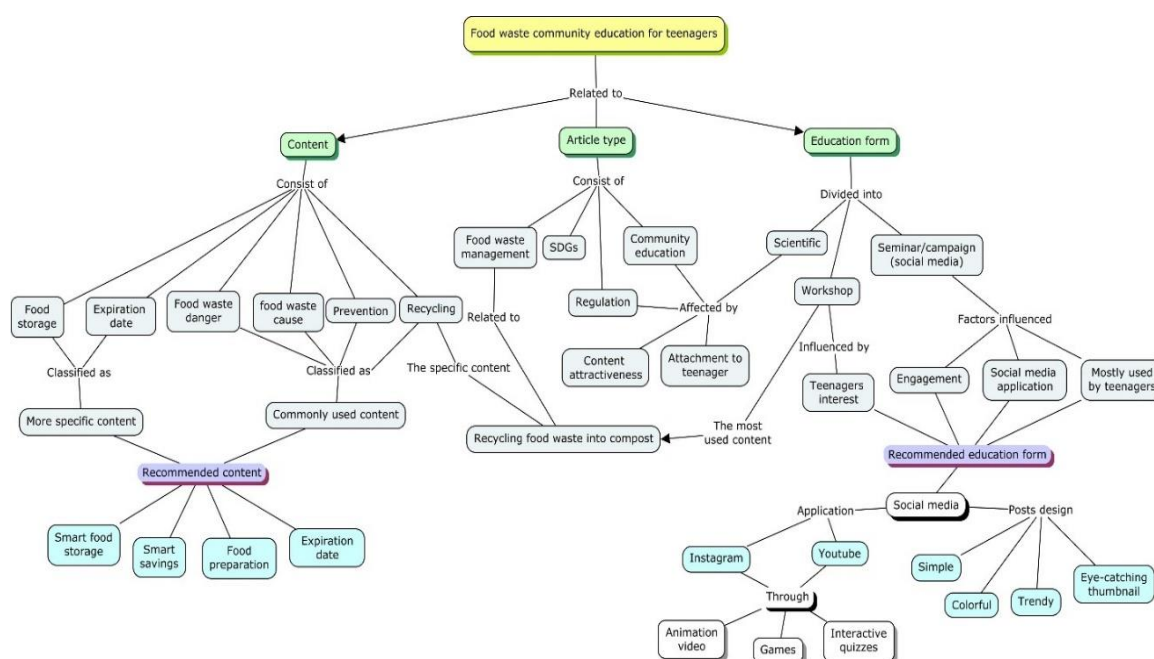 Food waste community education for teenagers
Related to
Content
Article type
Education form
Consist of
Consist of
Divided into
Food waste
management
SDGs
Community
education
Scientific
Seminar/campaign
(social media)
Food
storage
Expiration
date
Food waste
danger
food waste
cause
Prevention
Recycling
Regulation
Workshop
Related to
Affected by
Factors influenced
Classified as
Classified as
The specific content
Content
attractiveness
Attachment to
teenager
Influenced by
Teenagers
interest
Engagement
Social media
application
Mostly used
by teenagers
More specific content
Commonly used content
Recycling food waste into compost
The most
used content
Recommended content
Recommended education form
Smart food
storage
Smart
savings
Food
preparation
Expiration
date
Social media
Application
Posts design
Instagram
Youtube
Simple
Colorful
Trendy
Eye-catching
thumbnail
Through
Animation
video
Games
Interactive
quizzes